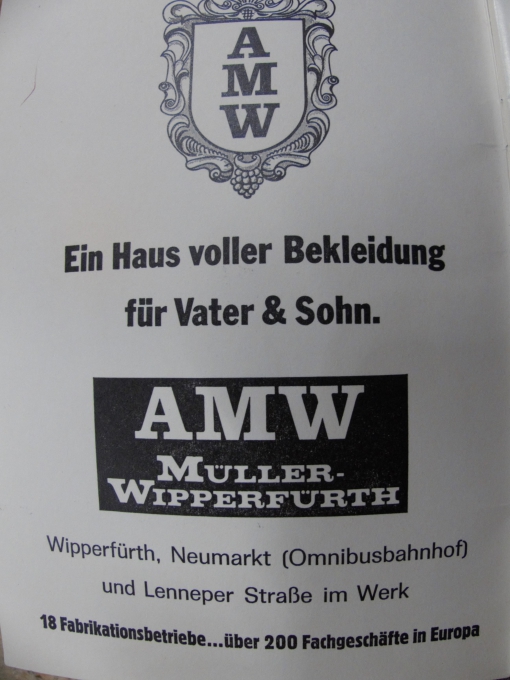 A
M
W
Ein Haus voller Bekleidung
für Vater & Sohn.
AMW
MÜLLER-
WIPPERFÜRTH
Wipperfürth, Neumarkt (Omnibusbahnhof)
und Lenneper Straße im Werk
18 Fabrikationsbetriebe...über 200 Fachgeschäfte in Europa